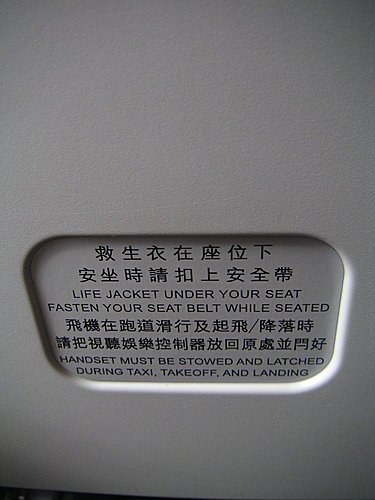 救生衣在座位下
安坐時請扣上安全帶
LIFE JACKET UNDER YOUR SEAT
FASTEN YOUR SEAT BELT WHILE SEATED
飛機在跑道滑行及起飛/降落時
請把視聽娛樂控制器放回原處並閂好
HANDSET MUST BE STOWED AND LATCHED
DURING TAXI, TAKEOFF, AND LANDING